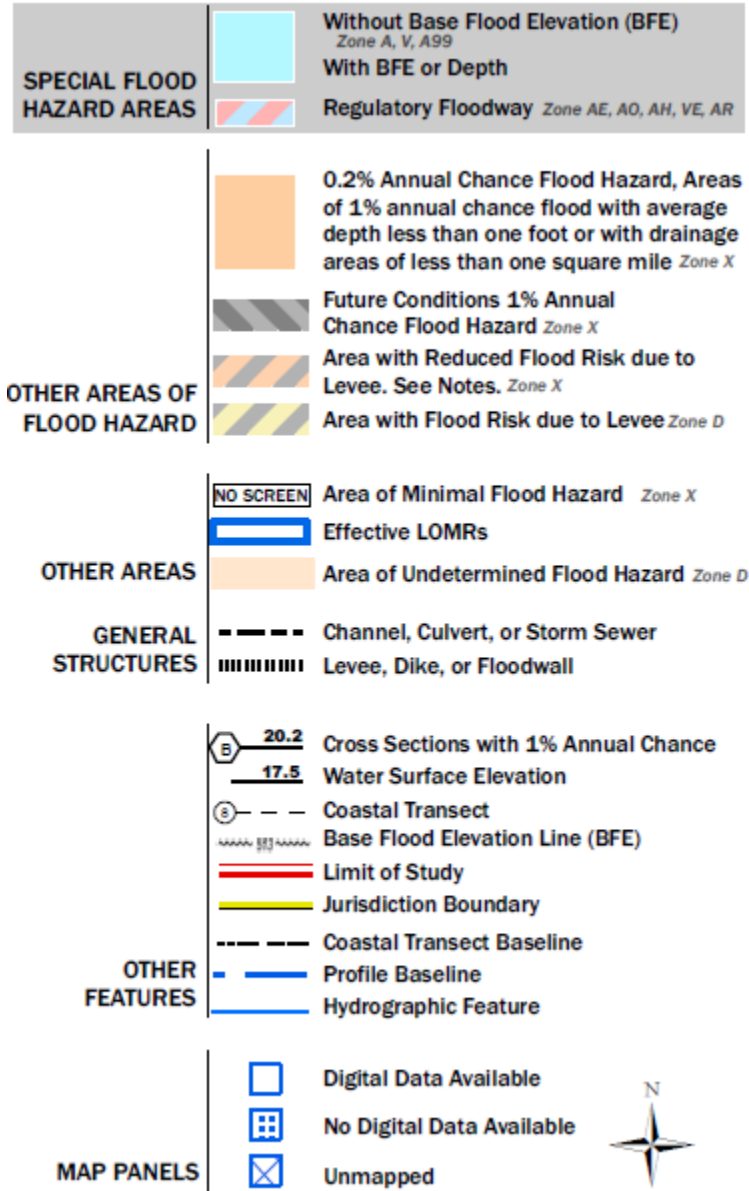 Without Base Flood Elevation (BFE)
Zone A, V, A99
With BFE or Depth
SPECIAL FLOOD
HAZARD AREAS
Regulatory Floodway Zone AE, AO, AH, VE, AR
0.2% Annual Chance Flood Hazard, Areas
of 1% annual chance flood with average
depth less than one foot or with drainage
areas of less than one square mile Zone X
Future Conditions 1% Annual
Chance Flood Hazard Zone X
Area with Reduced Flood Risk due to
Levee. See Notes. Zone X
OTHER AREAS OF
FLOOD HAZARD
Area with Flood Risk due to Levee Zone D
NO SCREEN Area of Minimal Flood Hazard Zone X
Effective LOMRs
OTHER AREAS
Area of Undetermined Flood Hazard Zone D
GENERAL
STRUCTURES
Channel, Culvert, or Storm Sewer
Levee, Dike, or Floodwall
B 20.2 Cross Sections with 1% Annual Chance
17.5 Water Surface Elevation
8 Coastal Transect
Base Flood Elevation Line (BFE)
Limit of Study
Jurisdiction Boundary
Coastal Transect Baseline
OTHER
FEATURES
Profile Baseline
Hydrographic Feature
Digital Data Available
No Digital Data Available
MAP PANELS
Unmapped
N